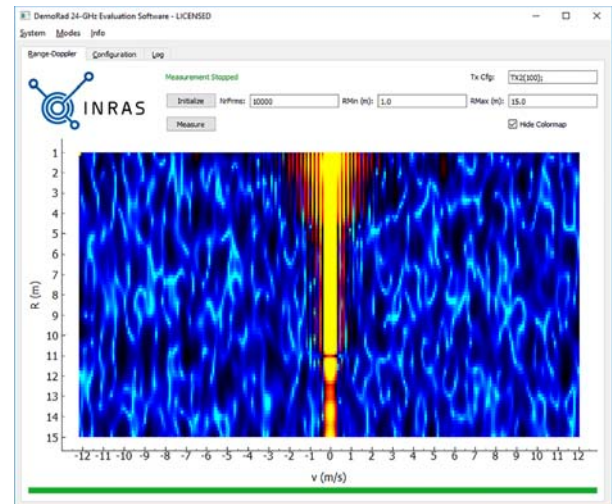 DemoRad 24-GHz Evaluation Software - LICENSED
System Modes Info
Range-Doppler Configuration Log
INRAS
Measurement Stopped
Tx Cfg: TX2(100);
Initialize NrFrms: 10000 RMin (m): 1.0 RMax (m): 15.0
Measure Hide Colormap
R (m)
1
2
3
4
5
6
7
8
9
10
11
12
13
14
15
-12 -11 -10 -9 -8 -7 -6 -5 -4 -3 -2 -1 0 1 2 3 4 5 6 7 8 9 10 11 12
v (m/s)